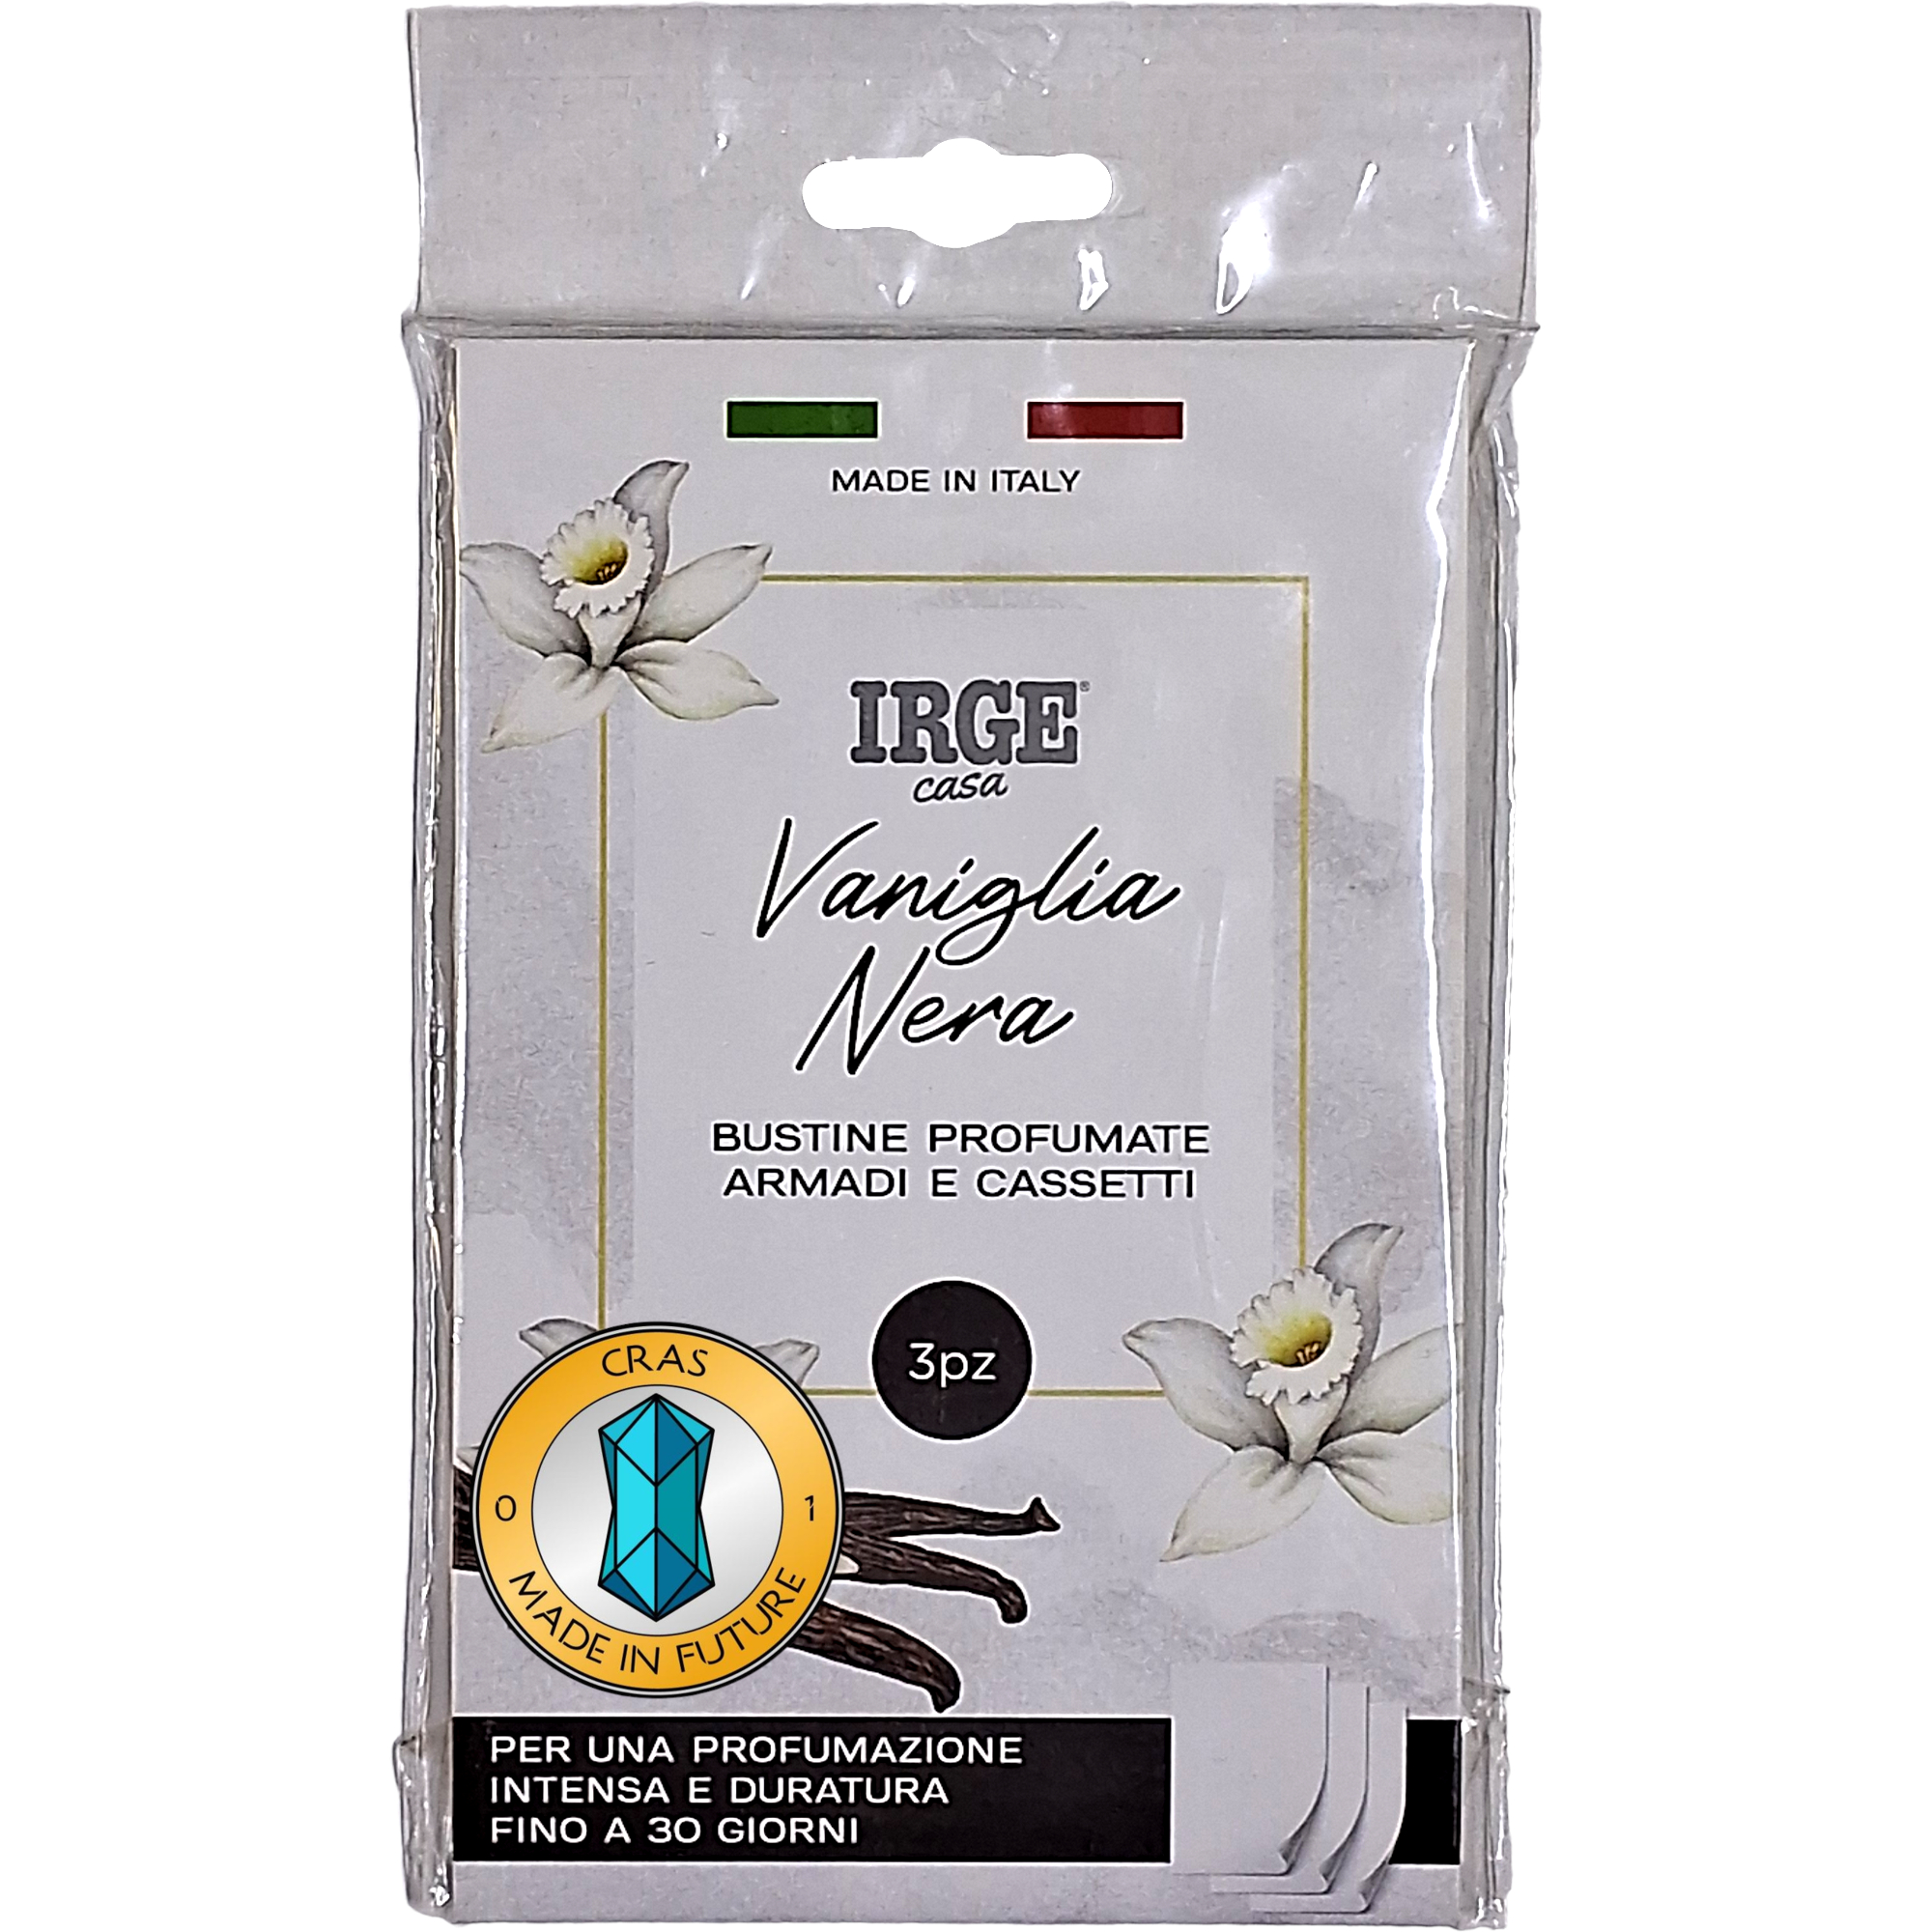 MADE IN ITALY
IRGE®
casa
Vaniglia
Nera
BUSTINE PROFUMATE
ARMADI E CASSETTI
3pz
CRAS
0 1
MADE IN FUTURE
PER UNA PROFUMAZIONE
INTENSA E DURATURA
FINO A 30 GIORNI